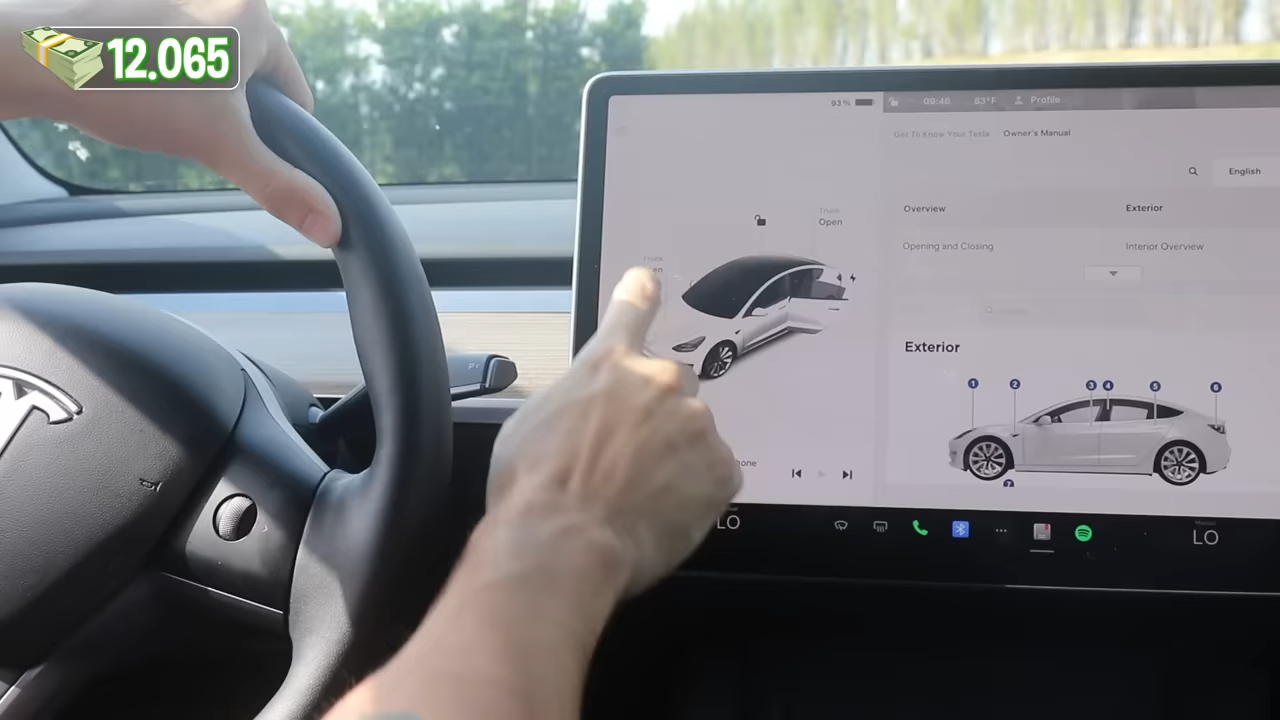 12.065
93 %
09:46
83°F
Profile
Get To Know Your Tesla
Owner's Manual
English
Overview
Exterior
Opening and Closing
Interior Overview
Trunk
Open
Exterior
1
2
3
4
5
6
7
LO
LO